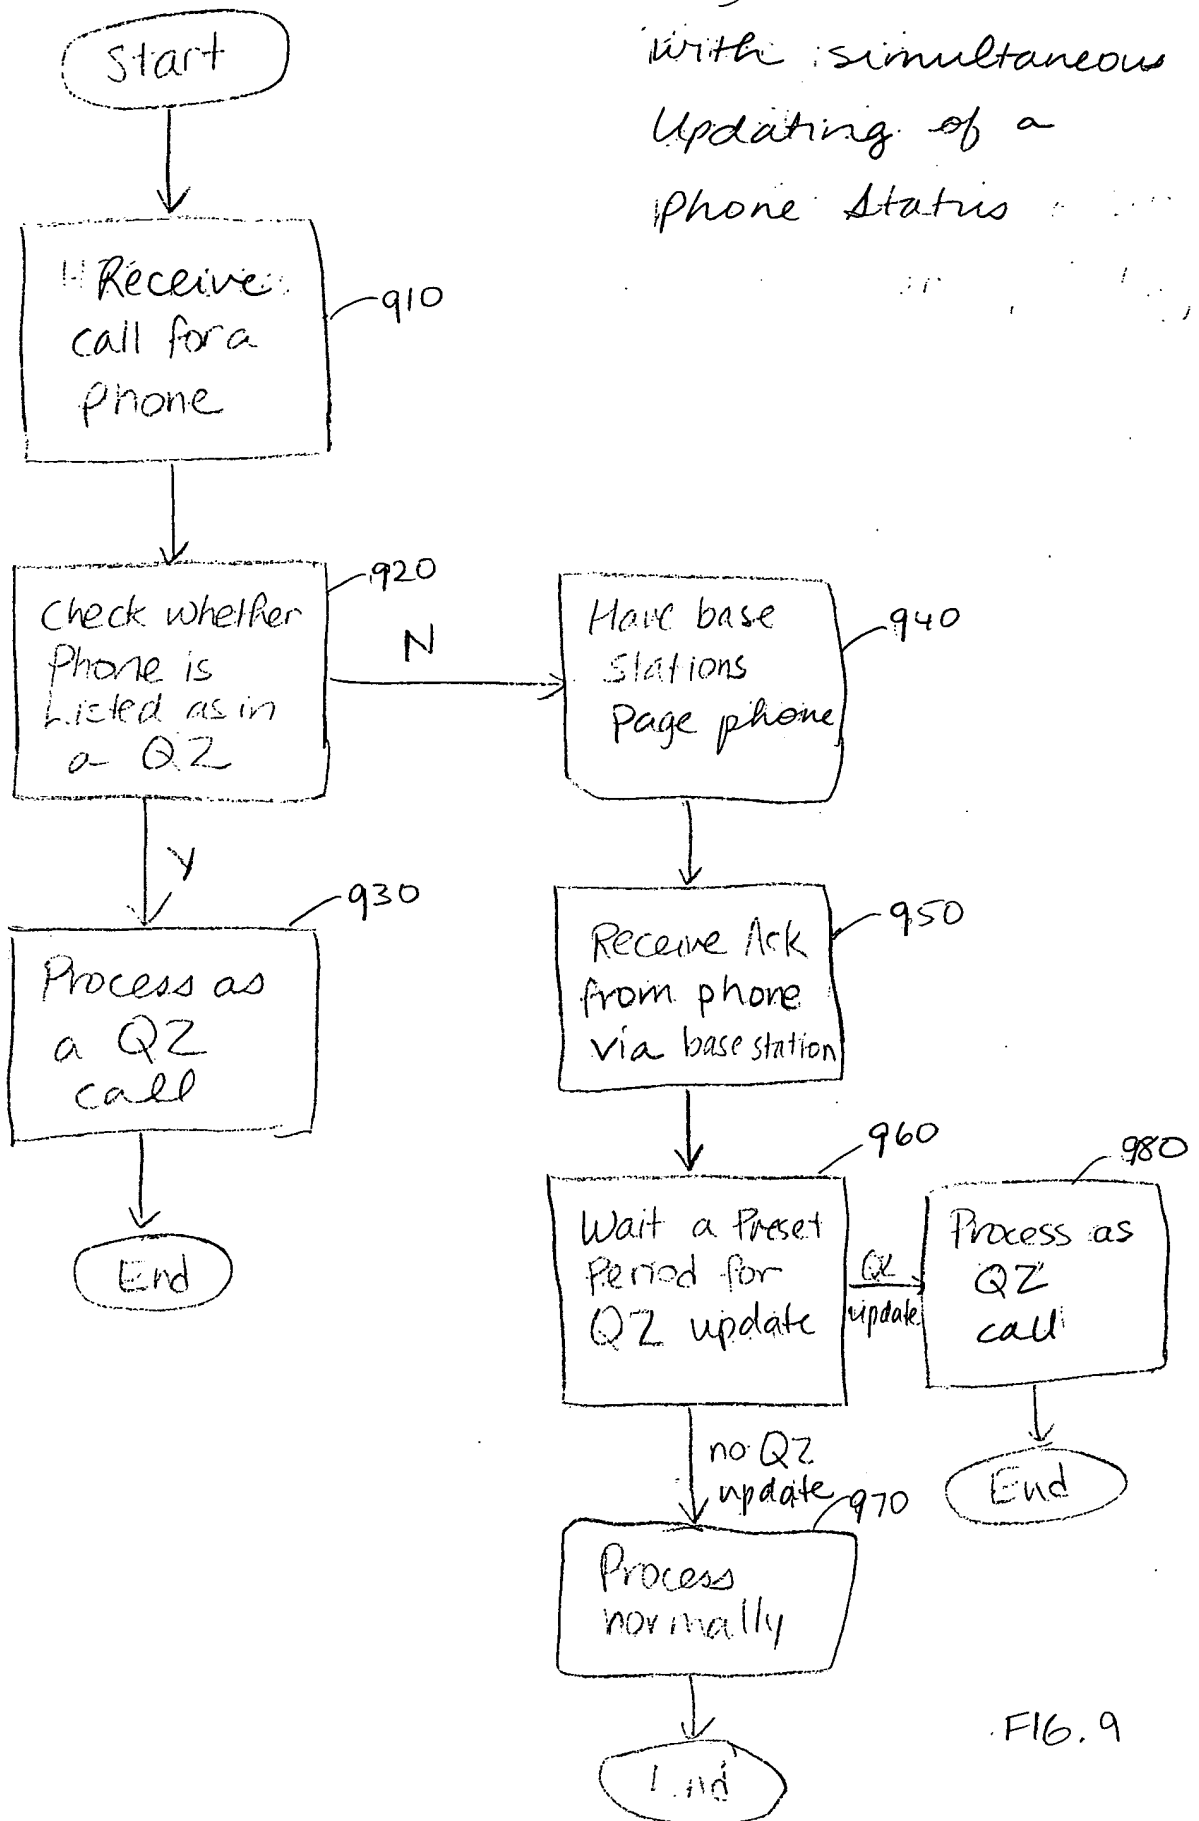 Start
with simultaneous
Updating of a
phone Status
Receive
call for a
phone
910
Check whether
Phone is
Listed as in
a QZ
920
N
Have base
stations
page phone
940
Y
Process as
a QZ
call
930
Receive Ack
from phone
via base station
950
End
Wait a Preset
Period for
QZ update
960
QZ
update
Process as
QZ
call
980
no QZ
update
End
Process
normally
970
End
FIG. 9